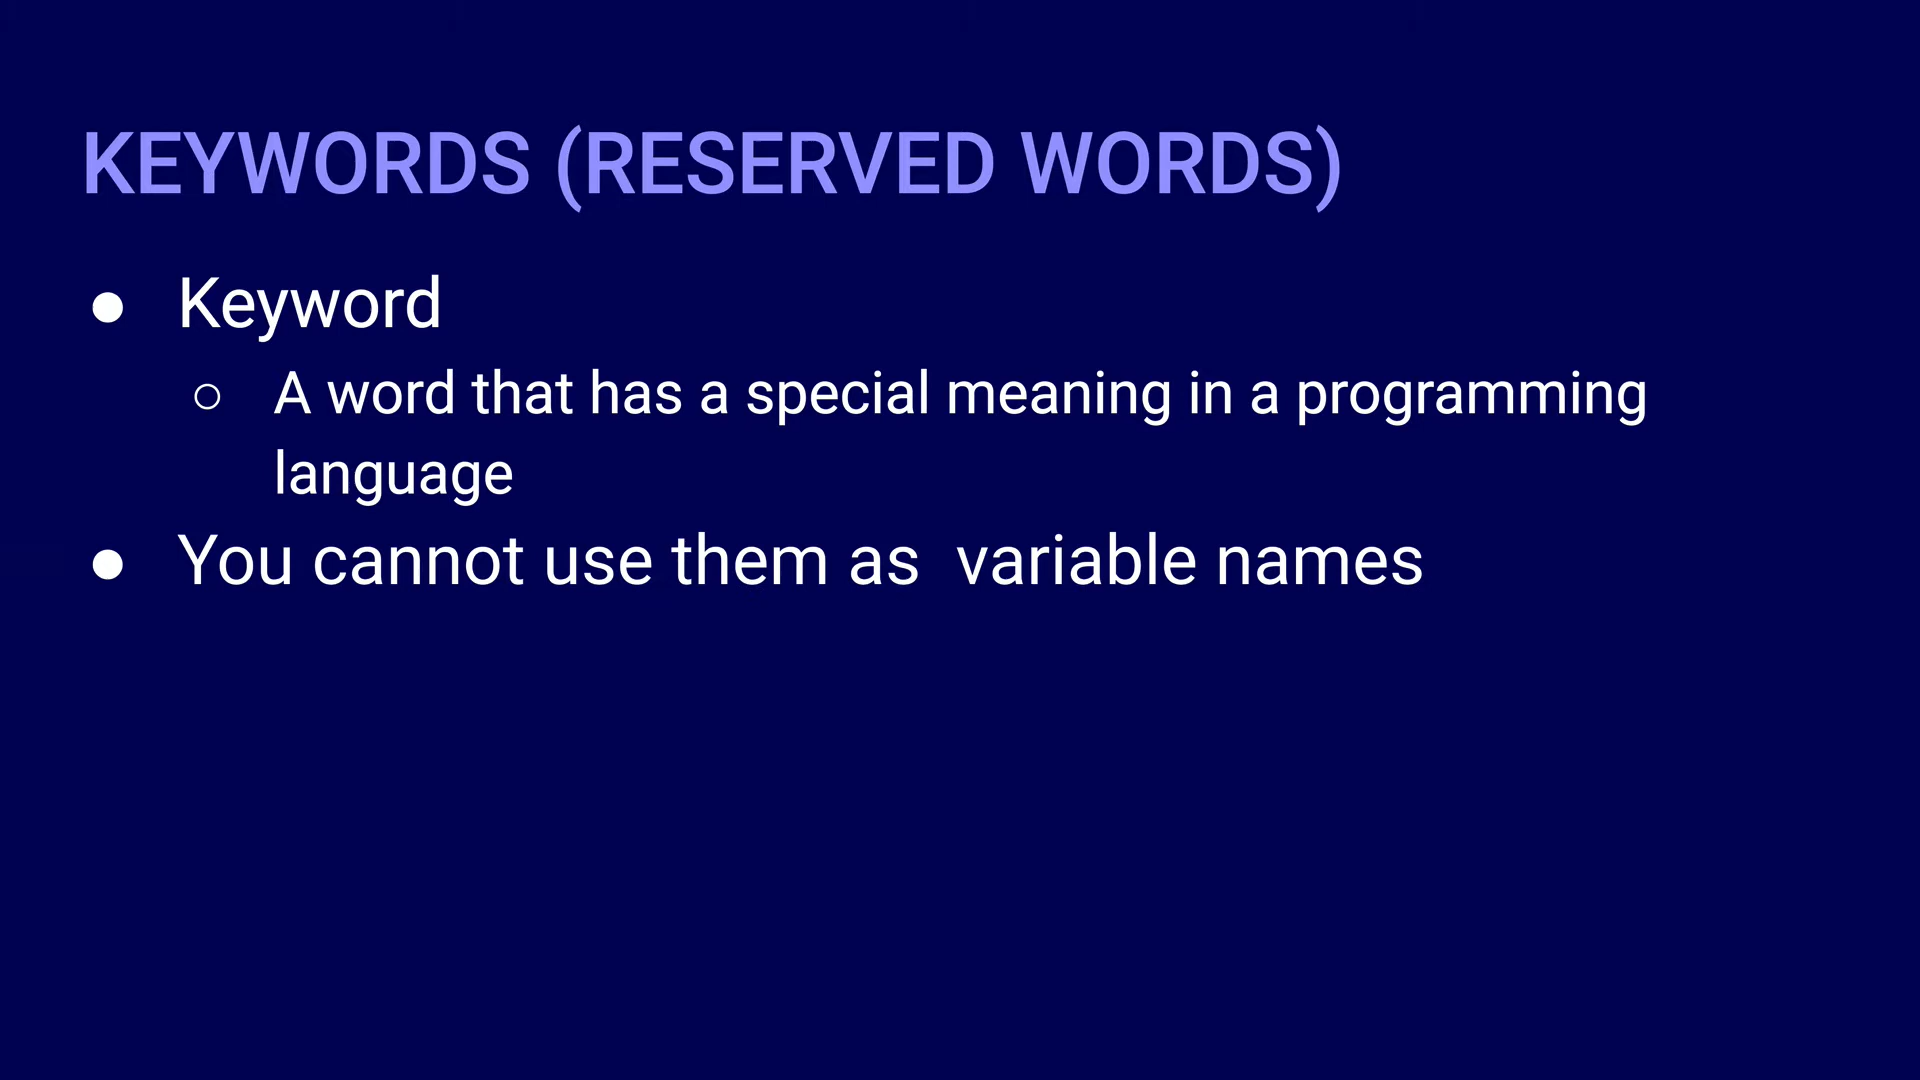 KEYWORDS (RESERVED WORDS)
● Keyword
○ A word that has a special meaning in a programming
language
● You cannot use them as  variable names